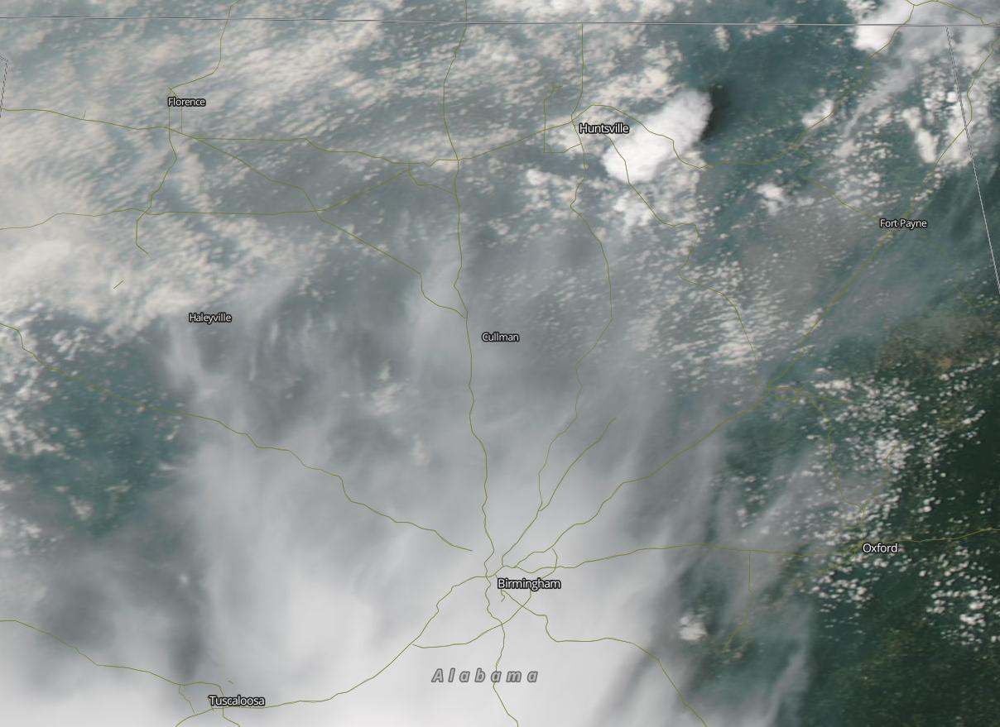 Florence
Huntsville
Fort Payne
Haleyville
Cullman
Oxford
Birmingham
Alabama
Tuscaloosa